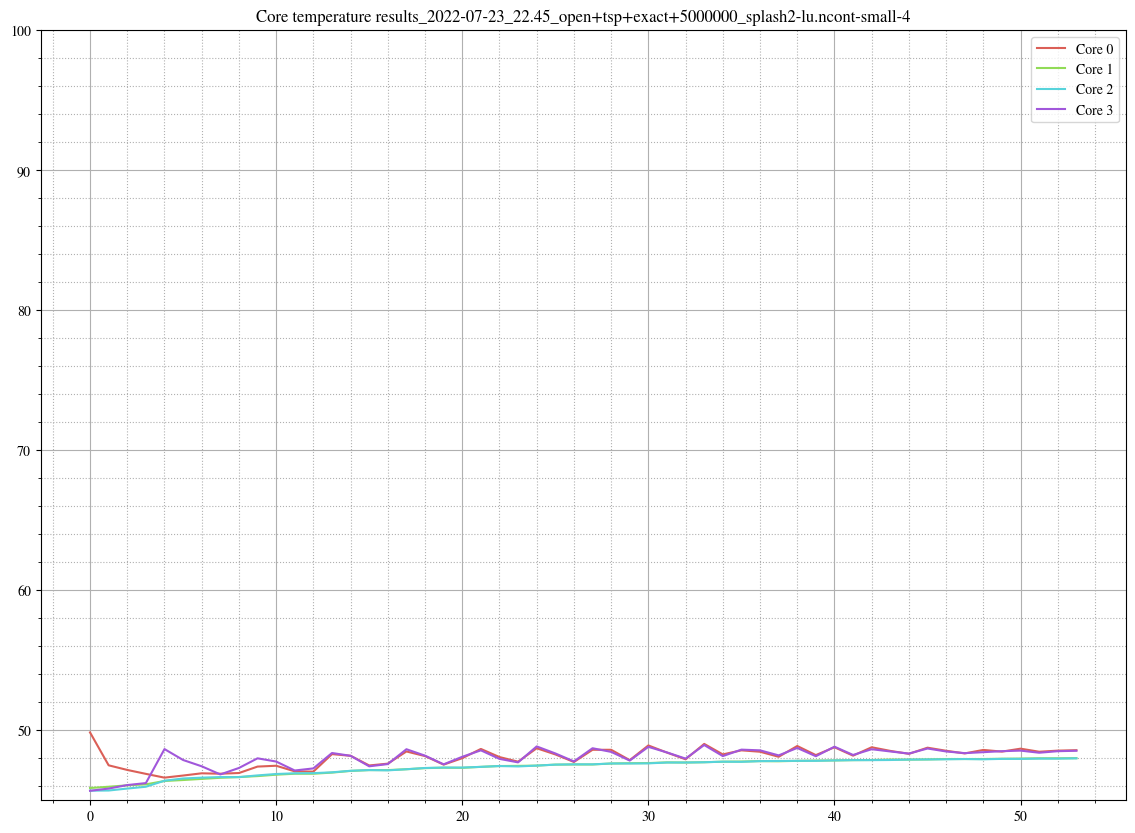 Core temperature results_2022-07-23_22.45_open+tsp+exact+5000000_splash2-lu.ncont-small-4
100
90
80
70
60
50
Core 0
Core 1
Core 2
Core 3
0 10 20 30 40 50